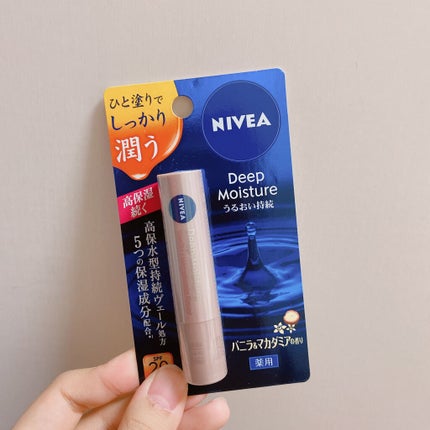 ひと塗りで
しっかり
潤う
NIVEA
Deep
Moisture
うるおい持続
高保湿
続く
高保水型持続ヴェール処方
5つの保湿成分配合
NIVEA
SPF
20
バニラ&マカダミアの香り
薬用